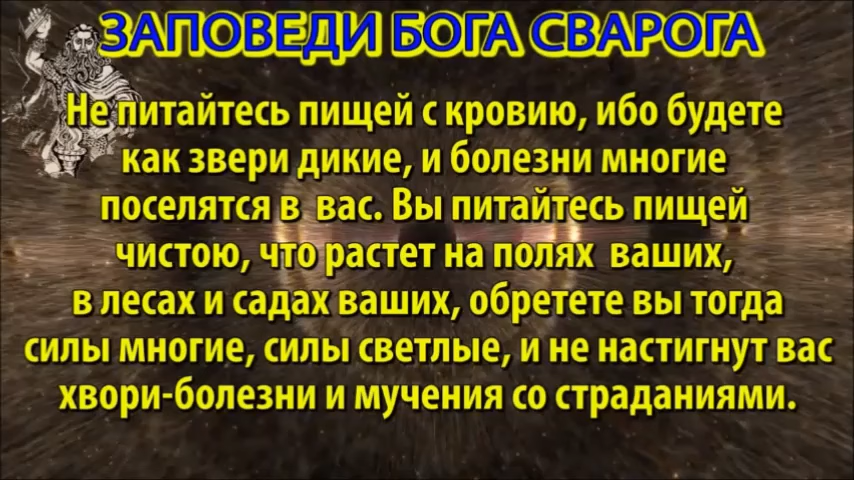 ЗАПОВЕДИ БОГА СВАРОГА
Не питайтесь пищей с кровию, ибо будете
как звери дикие, и болезни многие
поселятся в вас. Вы питайтесь пищей
чистою, что растет на полях ваших,
в лесах и садах ваших, обретете вы тогда
силы многие, силы светлые, и не настигнут вас
хвори-болезни и мучения со страданиями.